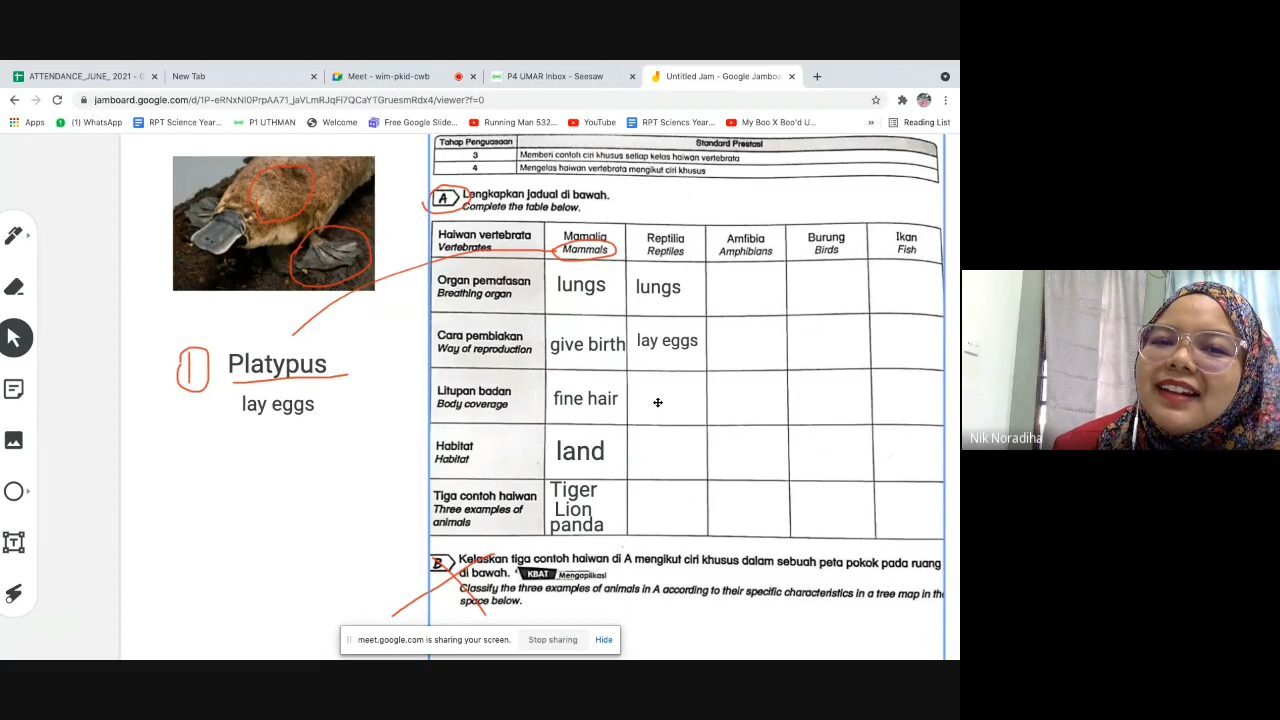 ATTENDANCE_JUNE_ 2021 - G
New Tab
Meet - wim-pkid-cwb
P4 UMAR Inbox - Seesaw
Untitled Jam - Google Jamboa
jamboard.google.com/d/1P-eRNxNl0PrpAA71_jaVLmRJqFi7QCaYTGruesmRdx4/viewer?f=0
Apps
(1) WhatsApp
RPT Science Year...
P1 UTHMAN
Welcome
Free Google Slide...
Running Man 532...
YouTube
RPT Sciencs Year...
My Boo X Boo'd U...
»
Reading List
Tahap Penguasaan
Standard Prestasi
3
Memberi contoh ciri khusus setiap kelas haiwan vertebrata
4
Mengelas haiwan vertebrata mengikut ciri khusus
A
Lengkapkan jadual di bawah.
Complete the table below.
Haiwan vertebrata
Vertebrates
Mamalia
Mammals
Reptilia
Reptiles
Amfibia
Amphibians
Burung
Birds
Ikan
Fish
Organ pernafasan
Breathing organ
lungs
lungs
Cara pembiakan
Way of reproduction
give birth
lay eggs
Litupan badan
Body coverage
fine hair
Habitat
Habitat
land
Tiga contoh haiwan
Three examples of
animals
Tiger
Lion
panda
1
Platypus
lay eggs
B
Kelaskan tiga contoh haiwan di A mengikut ciri khusus dalam sebuah peta pokok pada ruang
di bawah. KBAT Mengaplikasi
Classify the three examples of animals in A according to their specific characteristics in a tree map in the
space below.
meet.google.com is sharing your screen.
Stop sharing
Hide
Nik Noradiha